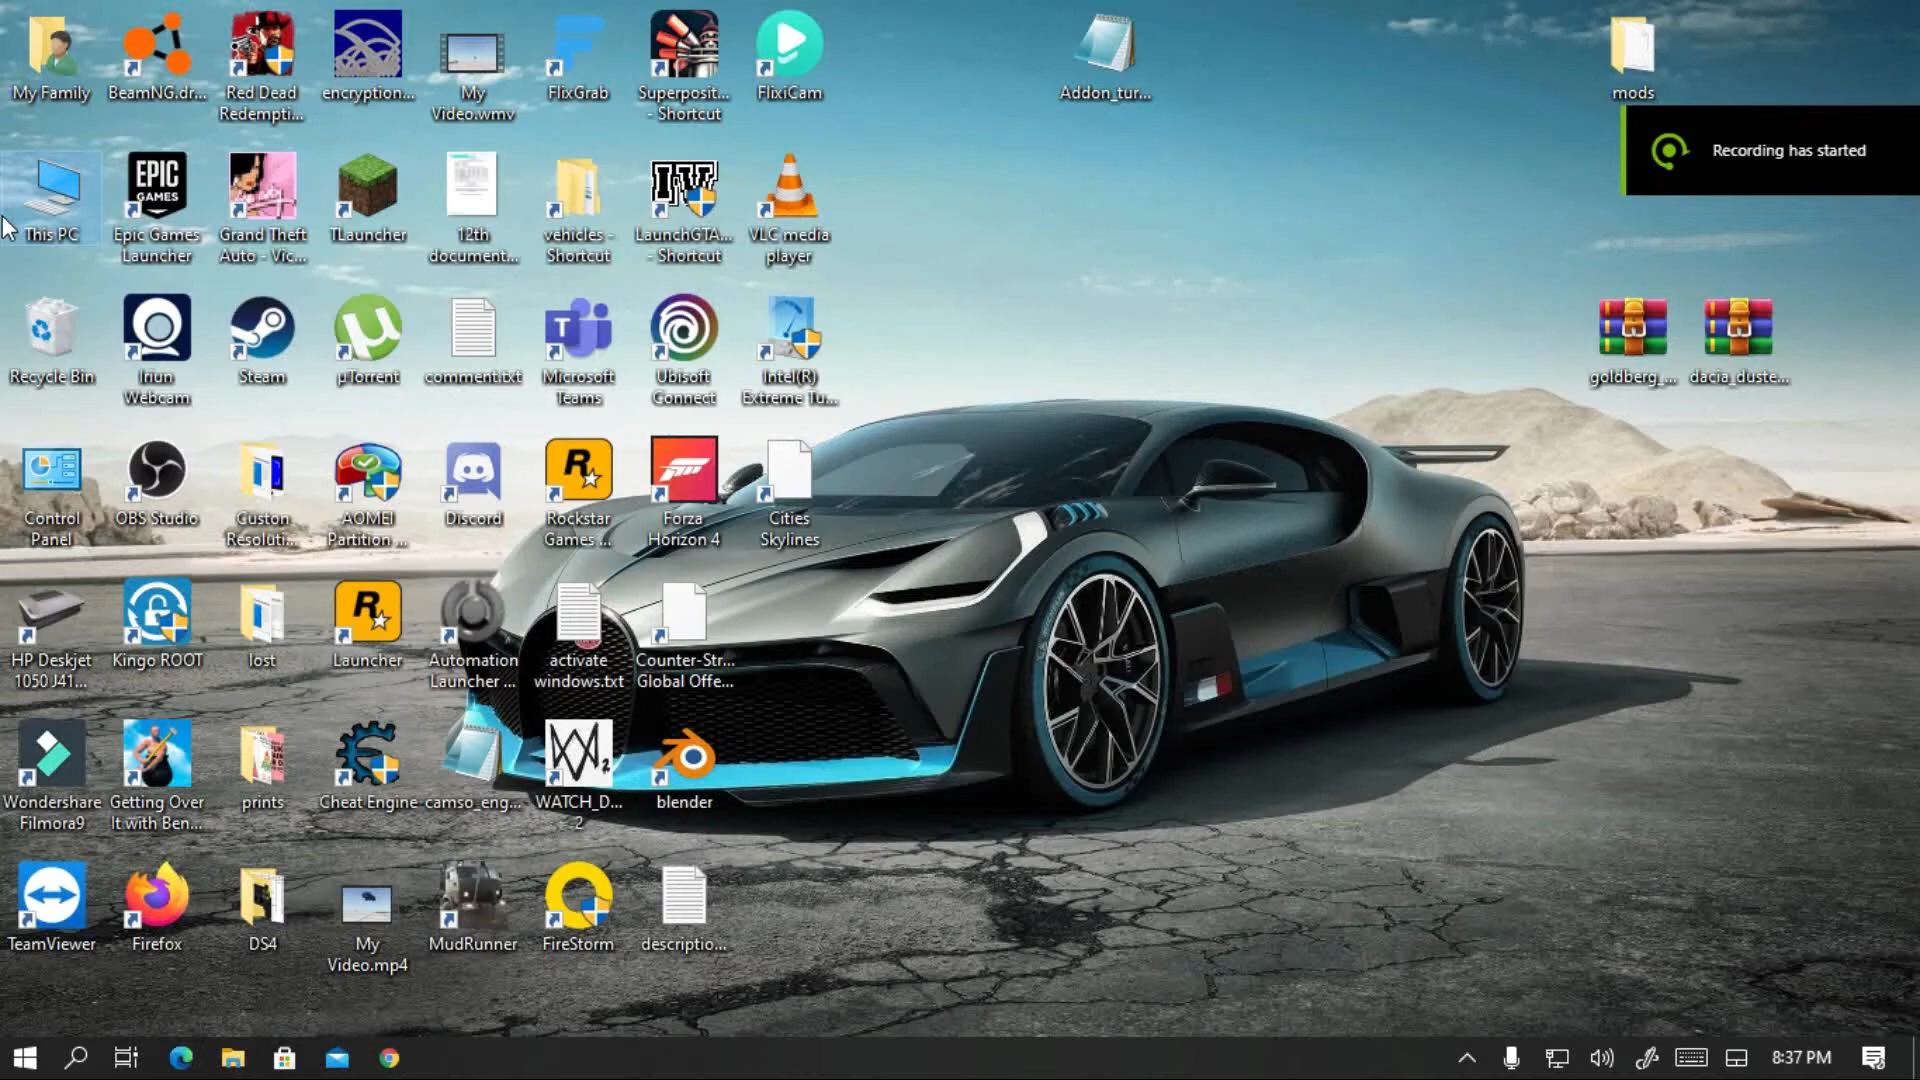 My Family
BeamNG.dr...
Red Dead
Redempti...
encryption...
My
Video.wmv
FlixGrab
Superposit...
- Shortcut
FlixiCam
Addon_tur...
mods
Recording has started
This PC
EPIC
GAMES
Epic Games
Launcher
Grand Theft
Auto - Vic...
TLauncher
12th
document...
vehicles -
Shortcut
IV
LaunchGTA...
- Shortcut
VLC media
player
Recycle Bin
Iriun
Webcam
Steam
µTorrent
comment.txt
Microsoft
Teams
Ubisoft
Connect
Intel(R)
Extreme Tu...
goldberg_...
dacia_duste...
Control
Panel
OBS Studio
Custon
Resoluti...
AOMEI
Partition ...
Discord
Rockstar
Games ...
Forza
Horizon 4
Cities
Skylines
HP Deskjet
1050 J41...
Kingo ROOT
lost
Launcher
Automation
Launcher ...
activate
windows.txt
Counter-Str...
Global Offe...
Wondershare
Filmora9
Getting Over
It with Ben...
prints
Cheat Engine
camso_eng...
WATCH_D...
2
blender
TeamViewer
Firefox
DS4
My
Video.mp4
MudRunner
FireStorm
descriptio...
8:37 PM